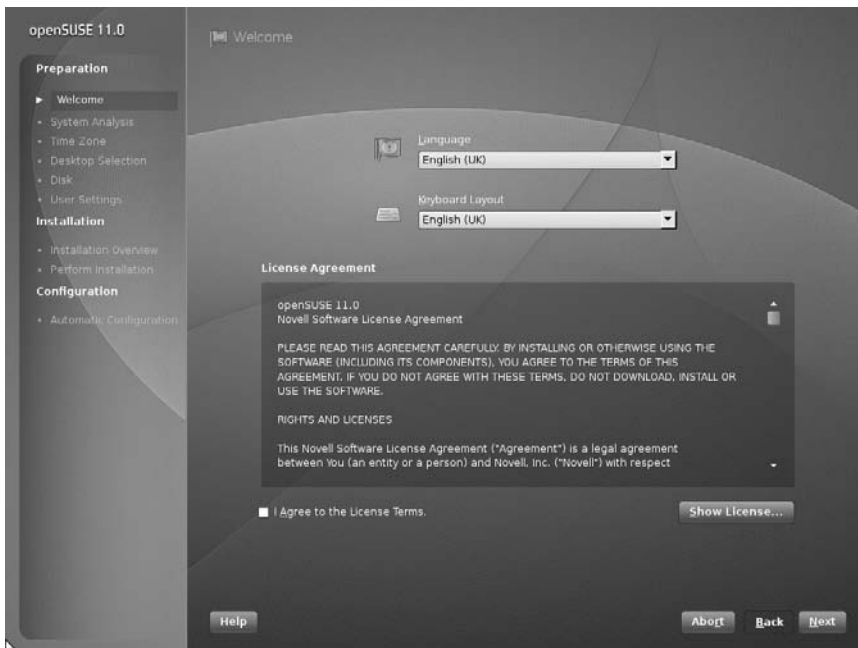 openSUSE 11.0
Preparation
Welcome
System Analysis
Time Zone
Desktop Selection
Disk
User Settings
Installation
Installation Overview
Perform Installation
Configuration
Automatic Configuration
Welcome
Language
English (UK)
Keyboard Layout
English (UK)
License Agreement
openSUSE 11.0
Novell Software License Agreement
PLEASE READ THIS AGREEMENT CAREFULLY. BY INSTALLING OR OTHERWISE USING THE
SOFTWARE (INCLUDING ITS COMPONENTS), YOU AGREE TO THE TERMS OF THIS
AGREEMENT. IF YOU DO NOT AGREE WITH THESE TERMS, DO NOT DOWNLOAD, INSTALL OR
USE THE SOFTWARE.
RIGHTS AND LICENSES
This Novell Software License Agreement ("Agreement") is a legal agreement
between You (an entity or a person) and Novell, Inc. ("Novell") with respect
I Agree to the License Terms.
Show License...
Help
Abort
Back
Next